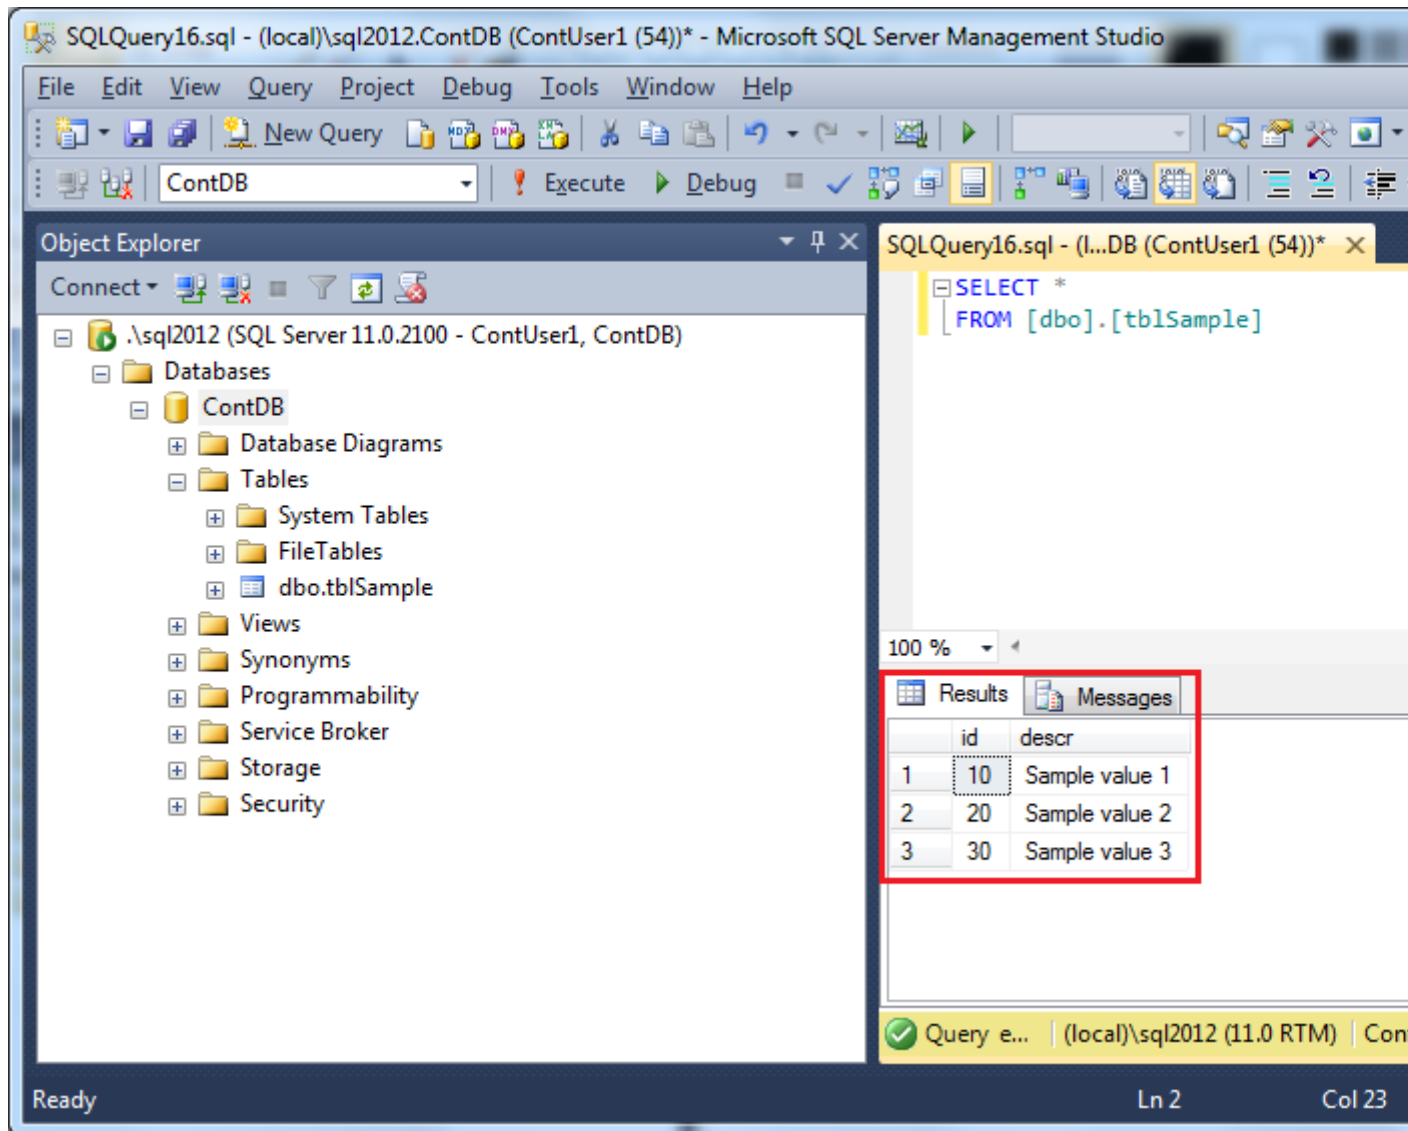 SQLQuery16.sql - (local)\sql2012.ContDB (ContUser1 (54))* - Microsoft SQL Server Management Studio
File Edit View Query Project Debug Tools Window Help
New Query
ContDB Execute Debug
Object Explorer
Connect
.\sql2012 (SQL Server 11.0.2100 - ContUser1, ContDB)
Databases
ContDB
Database Diagrams
Tables
System Tables
FileTables
dbo.tblSample
Views
Synonyms
Programmability
Service Broker
Storage
Security
SQLQuery16.sql - (l...DB (ContUser1 (54))*
SELECT *
FROM [dbo].[tblSample]
100 %
Results Messages
id descr
1 10 Sample value 1
2 20 Sample value 2
3 30 Sample value 3
Query e... (local)\sql2012 (11.0 RTM) Con
Ready Ln 2 Col 23